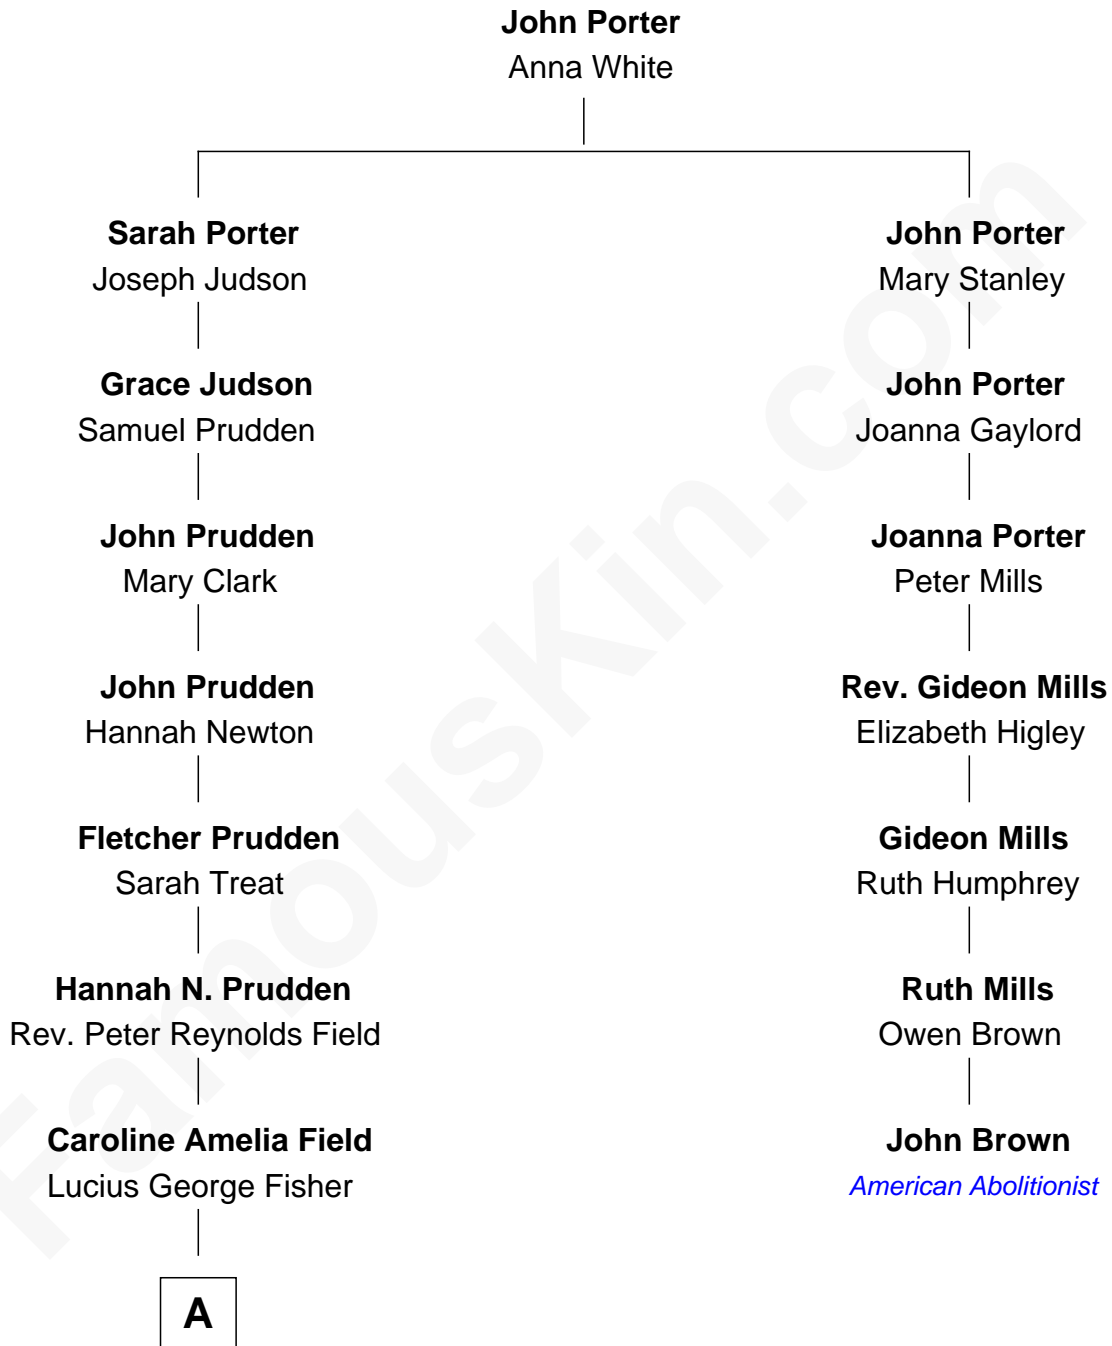 John Porter
Anna White
Sarah Porter
Joseph Judson
John Porter
Mary Stanley
Grace Judson
Samuel Prudden
John Porter
Joanna Gaylord
John Prudden
Mary Clark
Joanna Porter
Peter Mills
John Prudden
Hannah Newton
Rev. Gideon Mills
Elizabeth Higley
Fletcher Prudden
Sarah Treat
Gideon Mills
Ruth Humphrey
Hannah N. Prudden
Rev. Peter Reynolds Field
Ruth Mills
Owen Brown
Caroline Amelia Field
Lucius George Fisher
John Brown
American Abolitionist
A
FamousKin.com